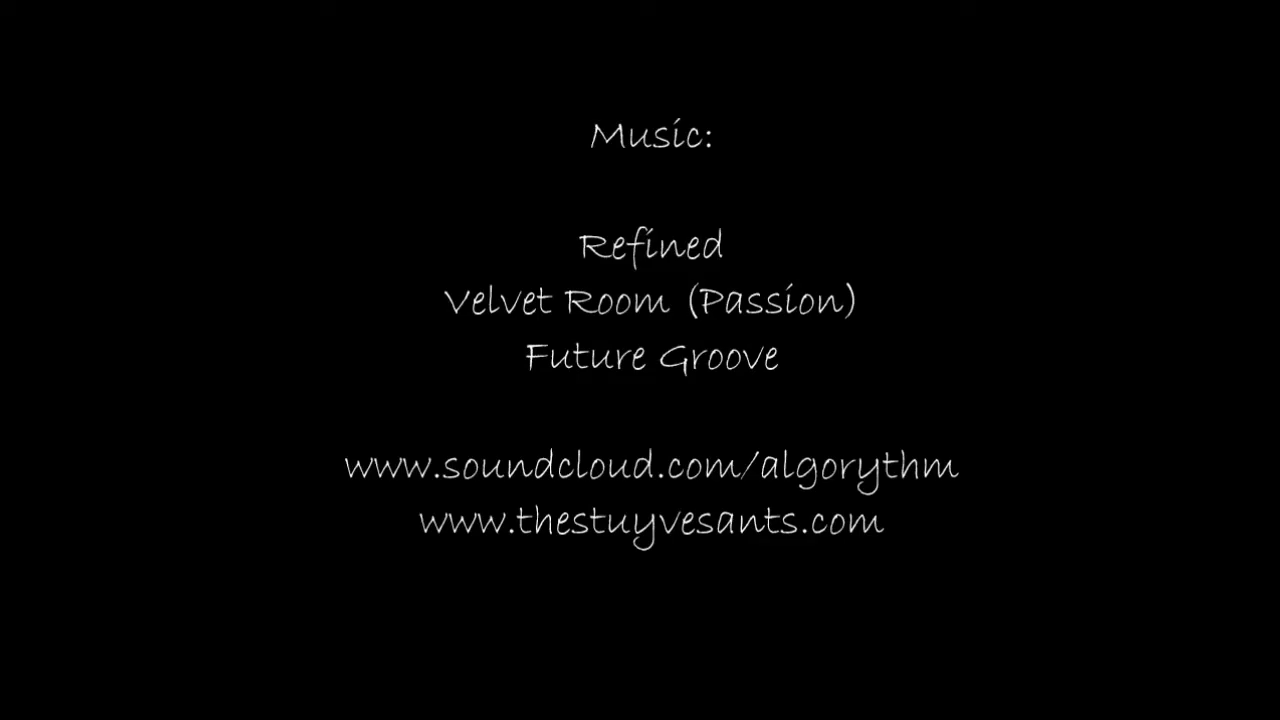 Music:
Refined
Velvet Room (Passion)
Future Groove
www.soundcloud.com/algorythm
www.thestuyvesants.com